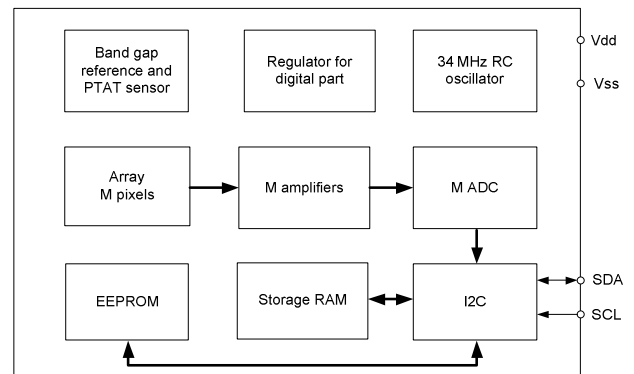 Band gap
reference and
PTAT sensor
Regulator for
digital part
34 MHz RC
oscillator
Vdd
Vss
Array
M pixels
M amplifiers
M ADC
EEPROM
Storage RAM
I2C
SDA
SCL